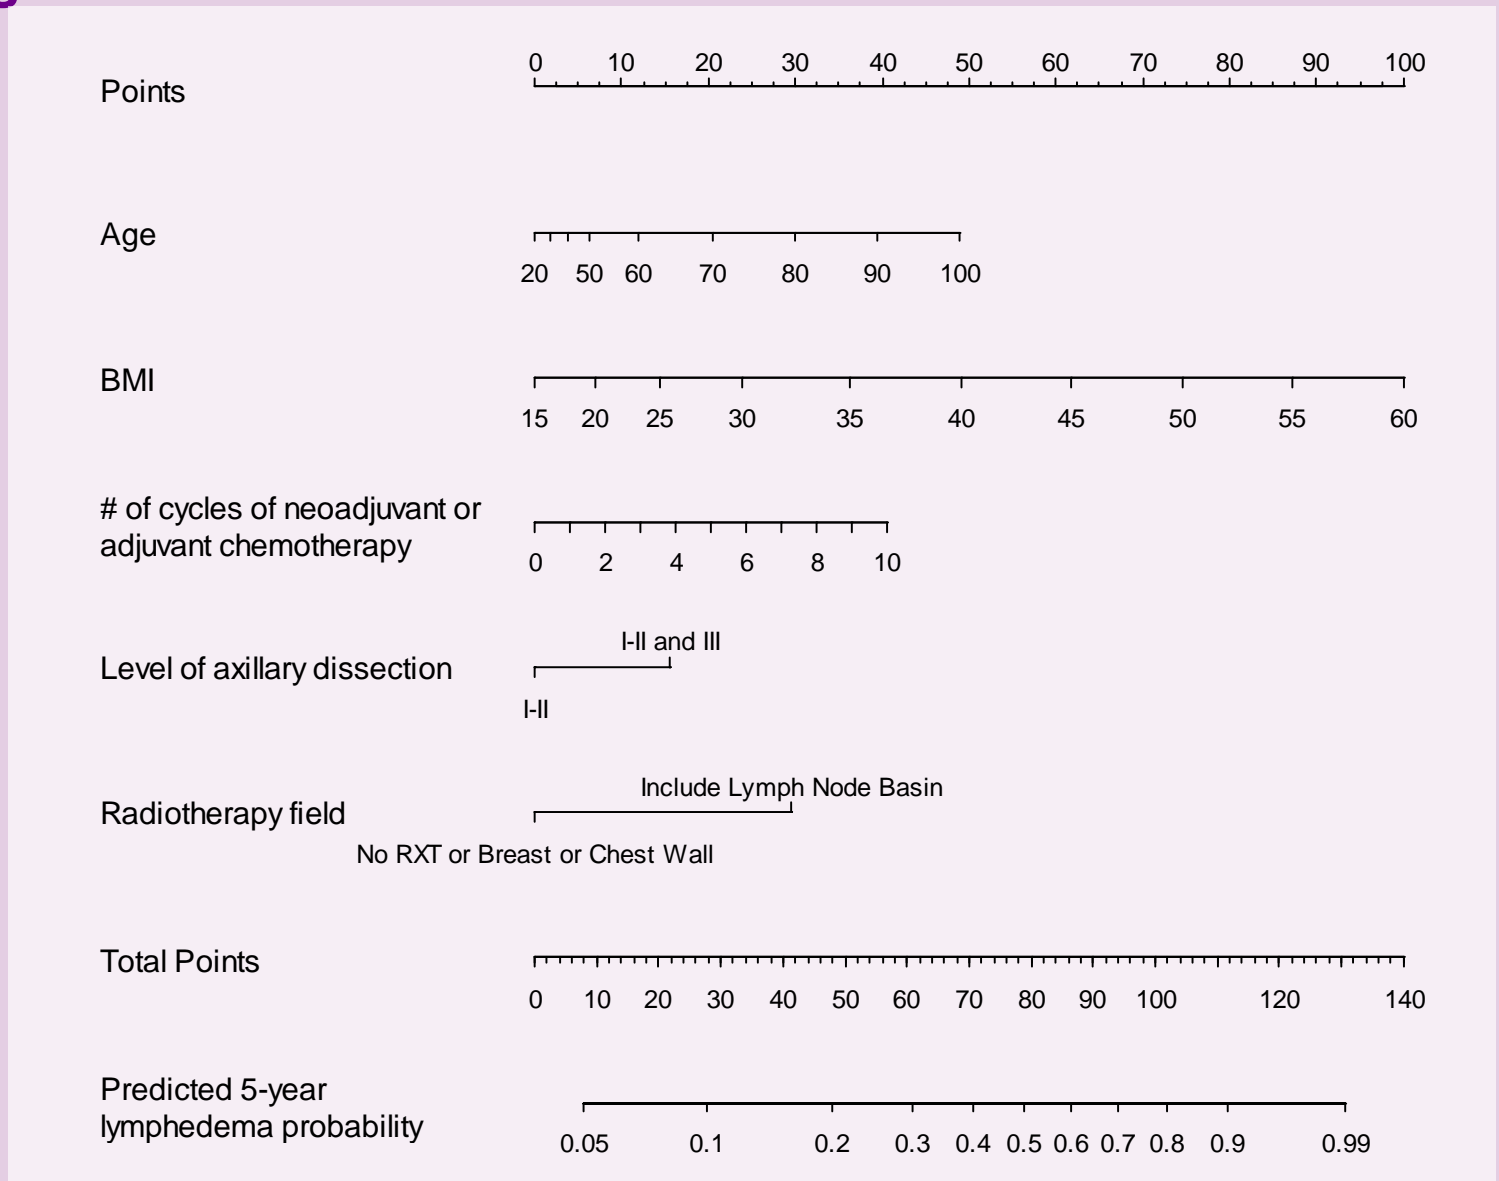 0 10 20 30 40 50 60 70 80 90 100
Points
Age
20 50 60 70 80 90 100
BMI
15 20 25 30 35 40 45 50 55 60
# of cycles of neoadjuvant or
adjuvant chemotherapy
0 2 4 6 8 10
I-II and III
Level of axillary dissection
I-II
Include Lymph Node Basin
Radiotherapy field
No RXT or Breast or Chest Wall
Total Points
0 10 20 30 40 50 60 70 80 90 100 120 140
Predicted 5-year
lymphedema probability
0.05 0.1 0.2 0.3 0.4 0.5 0.6 0.7 0.8 0.9 0.99